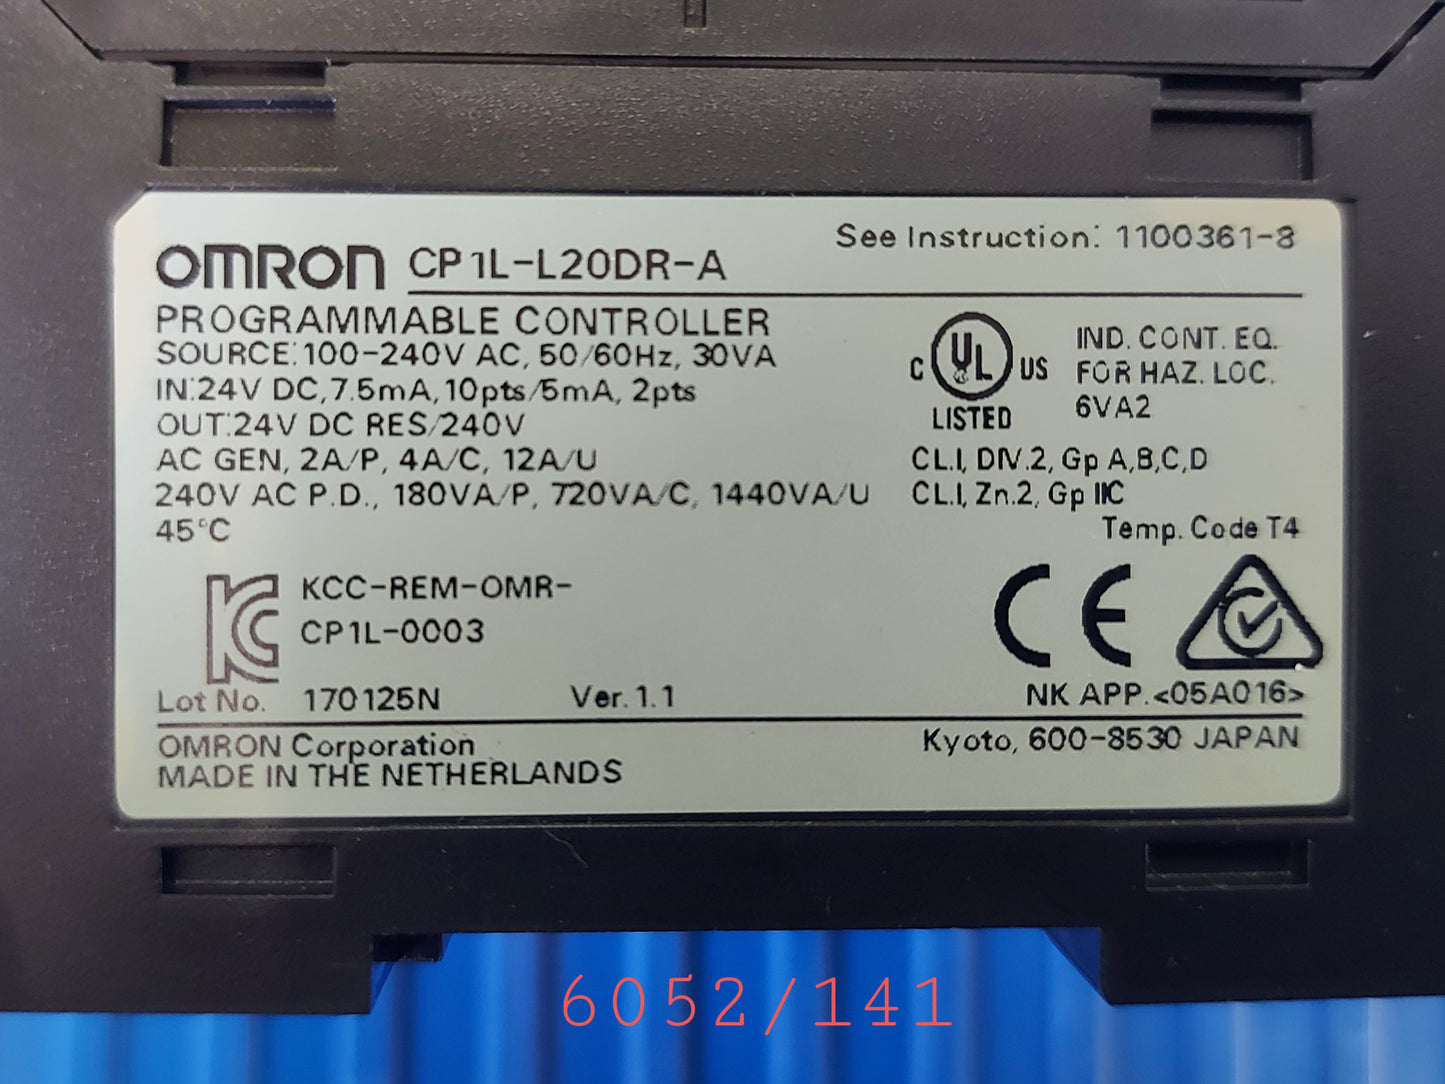 OMRON CP1L-L20DR-A
See Instruction: 1100361-8
PROGRAMMABLE CONTROLLER
SOURCE:100-240V AC, 50/60Hz, 30VA
IN:24V DC,7.5mA,10pts/5mA, 2pts
OUT:24V DC RES/240V
AC GEN, 2A/P, 4A/C, 12A/U
240V AC P.D., 180VA/P, 720VA/C, 1440VA/U
45°C
C UL US
LISTED
IND. CONT. EQ.
FOR HAZ. LOC.
6VA2
CL.I, DIV.2, Gp A,B,C,D
CL.I, Zn.2, Gp IIC
Temp. Code T4
KC
KCC-REM-OMR-
CP1L-0003
CE
Lot No. 170125N Ver.1.1
NK APP.<05A016>
OMRON Corporation
Kyoto, 600-8530 JAPAN
MADE IN THE NETHERLANDS
6052/141